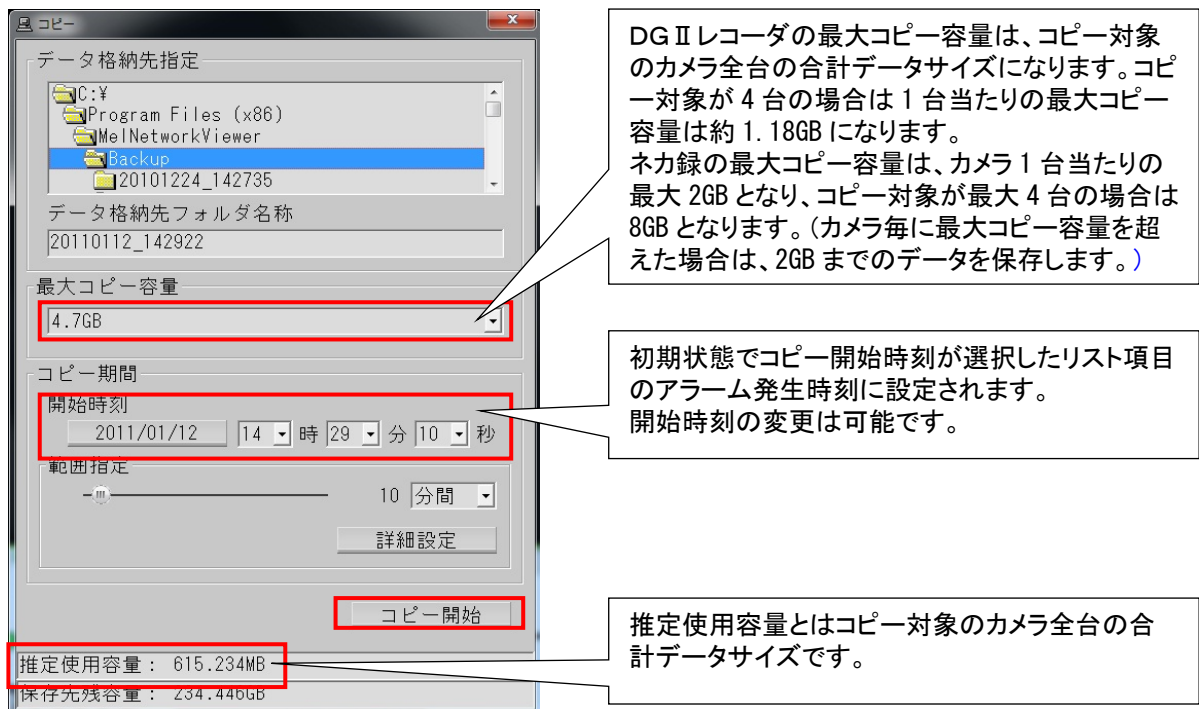 コピー
データ格納先指定
C:¥
Program Files (x86)
MelNetworkViewer
Backup
20101224_142735
データ格納先フォルダ名称
20110112_142922
最大コピー容量
4.7GB
コピー期間
開始時刻
2011/01/12 14 時 29 分 10 秒
範囲指定
10 分間
詳細設定
コピー開始
推定使用容量： 615.234MB
保存先残容量： 234.446GB
ＤＧⅡレコーダの最大コピー容量は、コピー対象
のカメラ全台の合計データサイズになります。コピ
ー対象が 4 台の場合は 1 台当たりの最大コピー
容量は約 1.18GB になります。
ネカ録の最大コピー容量は、カメラ 1 台当たりの
最大 2GB となり、コピー対象が最大 4 台の場合は
8GB となります。（カメラ毎に最大コピー容量を超
えた場合は、2GB までのデータを保存します。）
初期状態でコピー開始時刻が選択したリスト項目
のアラーム発生時刻に設定されます。
開始時刻の変更は可能です。
推定使用容量とはコピー対象のカメラ全台の合
計データサイズです。